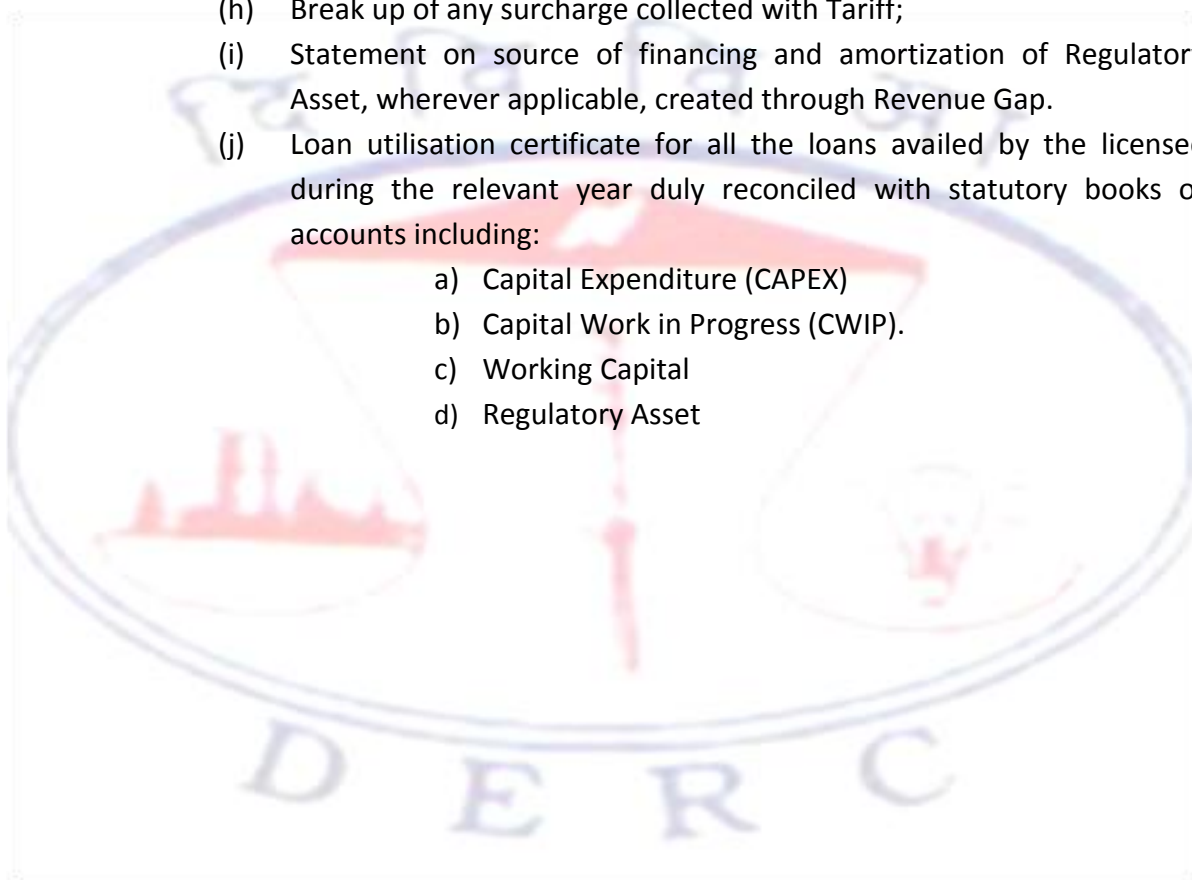 (h) Break up of any surcharge collected with Tariff;
(i) Statement on source of financing and amortization of Regulator
Asset, wherever applicable, created through Revenue Gap.
(j) Loan utilisation certificate for all the loans availed by the licensee
during the relevant year duly reconciled with statutory books o
accounts including:
a) Capital Expenditure (CAPEX)
b) Capital Work in Progress (CWIP).
c) Working Capital
d) Regulatory Asset
D E R C